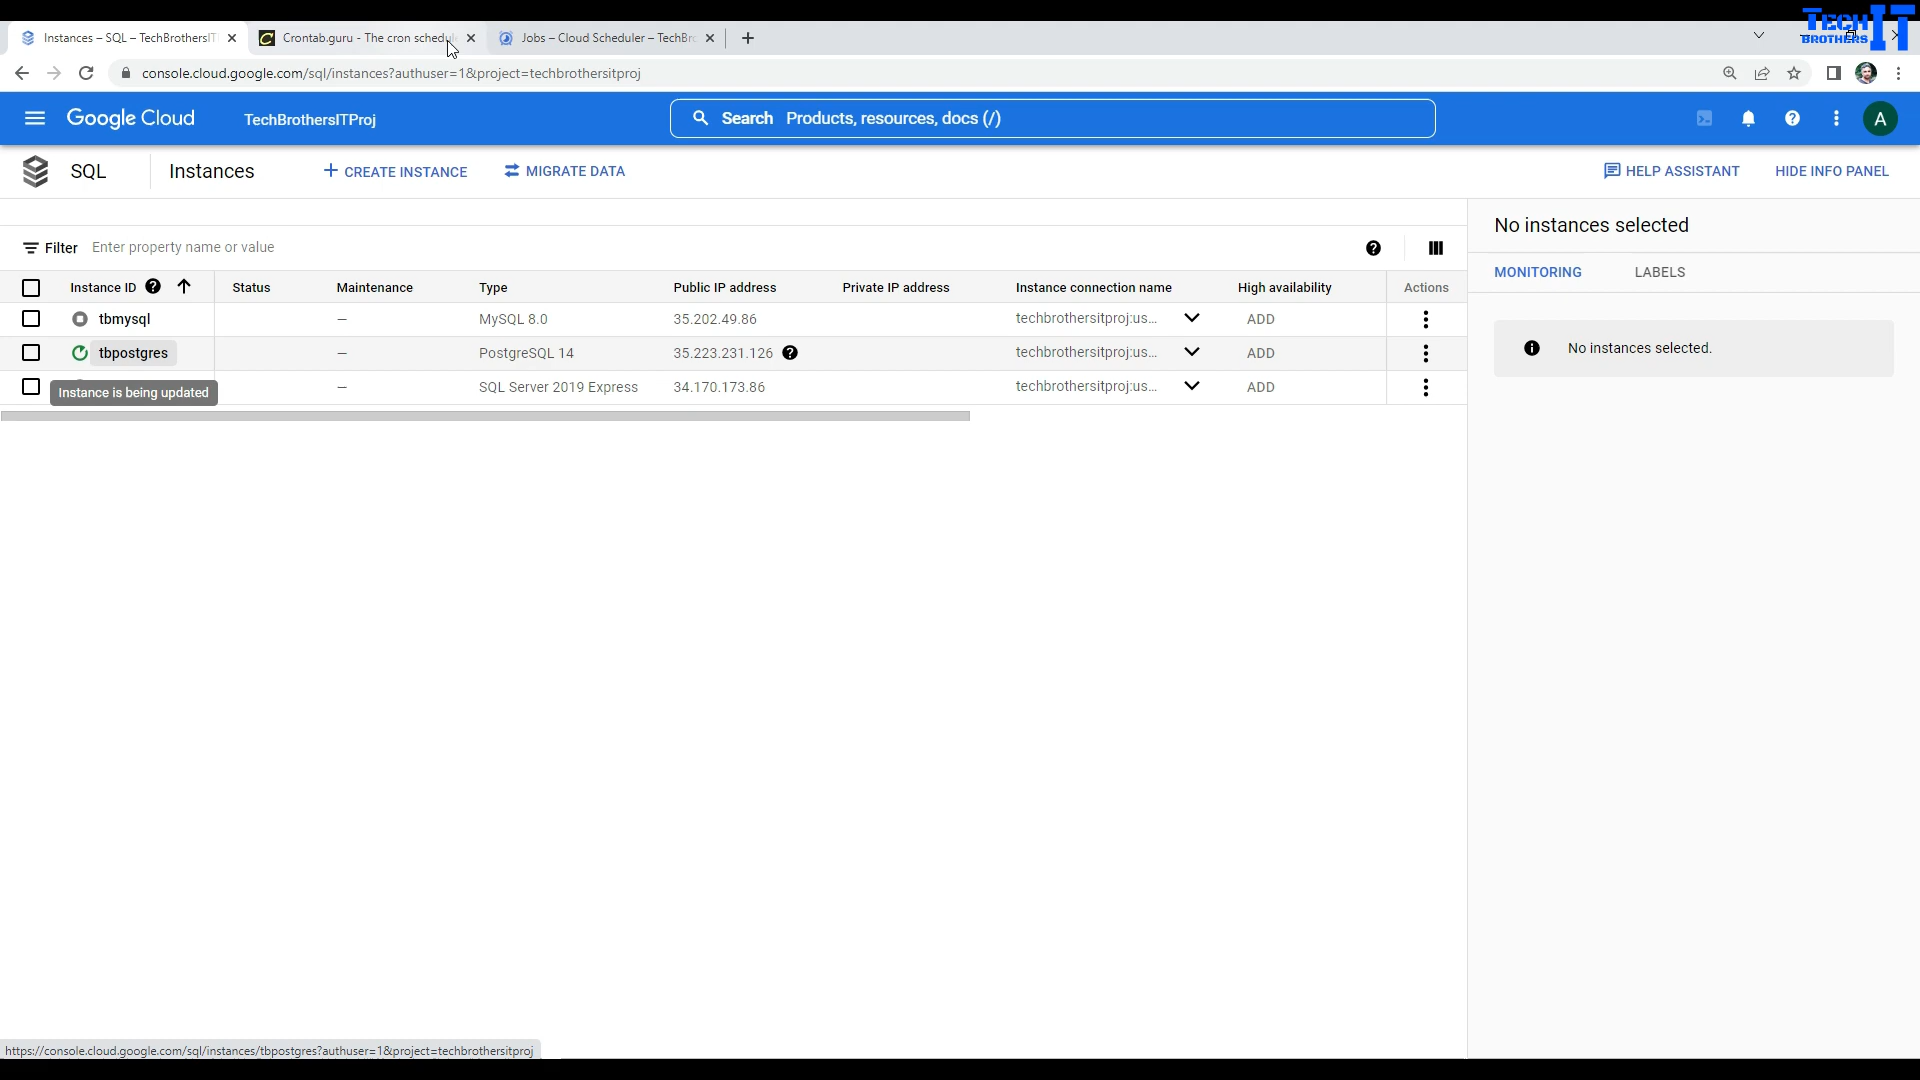 TECH IT
BROTHERS
Instances – SQL – TechBrothersIT
Crontab.guru - The cron schedule
Jobs – Cloud Scheduler – TechBro
console.cloud.google.com/sql/instances?authuser=1&project=techbrothersitproj
Google Cloud
TechBrothersITProj
Search Products, resources, docs (/)
A
SQL
Instances
CREATE INSTANCE
MIGRATE DATA
HELP ASSISTANT
HIDE INFO PANEL
Filter Enter property name or value
Instance ID Status Maintenance Type Public IP address Private IP address Instance connection name High availability Actions
tbmysql – MySQL 8.0 35.202.49.86 techbrothersitproj:us... ADD
tbpostgres – PostgreSQL 14 35.223.231.126 techbrothersitproj:us... ADD
– SQL Server 2019 Express 34.170.173.86 techbrothersitproj:us... ADD
Instance is being updated
No instances selected
MONITORING LABELS
No instances selected.
https://console.cloud.google.com/sql/instances/tbpostgres?authuser=1&project=techbrothersitproj